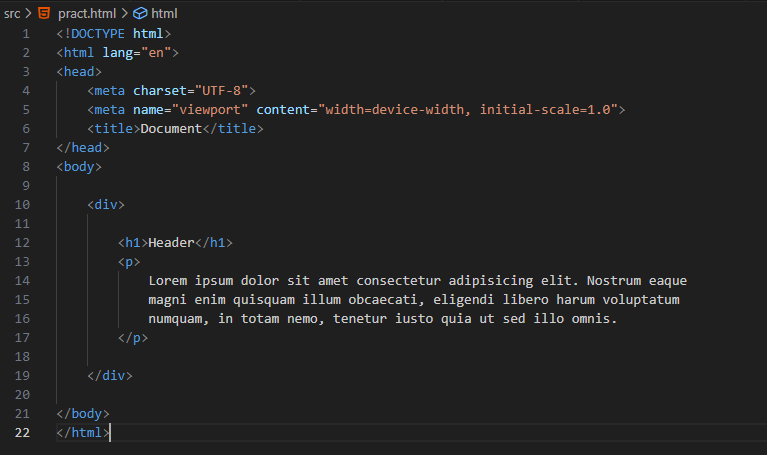 src > pract.html > html
1 <!DOCTYPE html>
2 <html lang="en">
3 <head>
4     <meta charset="UTF-8">
5     <meta name="viewport" content="width=device-width, initial-scale=1.0">
6     <title>Document</title>
7 </head>
8 <body>
9
10     <div>
11
12         <h1>Header</h1>
13         <p>
14             Lorem ipsum dolor sit amet consectetur adipisicing elit. Nostrum eaque
15             magni enim quisquam illum obcaecati, eligendi libero harum voluptatum
16             numquam, in totam nemo, tenetur iusto quia ut sed illo omnis.
17         </p>
18
19     </div>
20
21 </body>
22 </html>